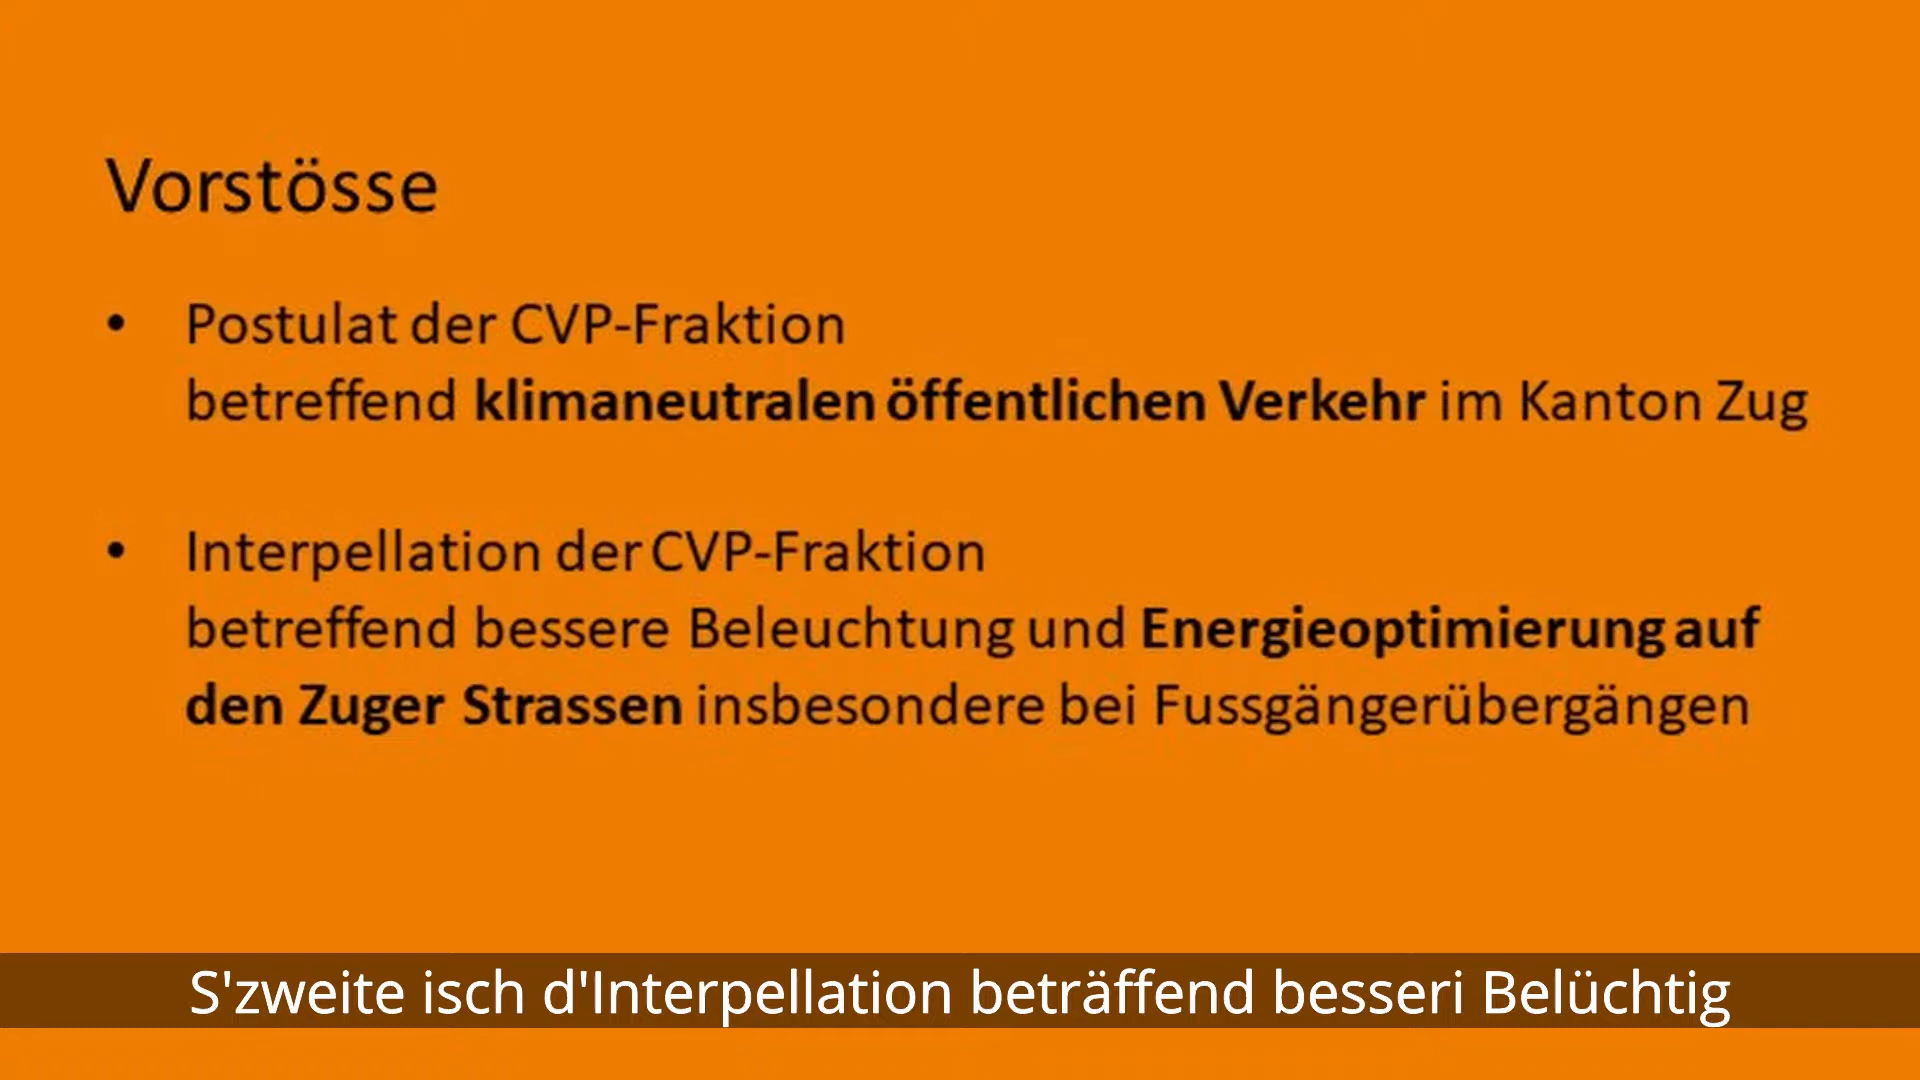 Vorstösse
• Postulat der CVP-Fraktion
betreffend klimaneutralen öffentlichen Verkehr im Kanton Zug
• Interpellation der CVP-Fraktion
betreffend bessere Beleuchtung und Energieoptimierung auf
den Zuger Strassen insbesondere bei Fussgängerübergängen
S'zweite isch d'Interpellation beträffend besseri Belüchtig